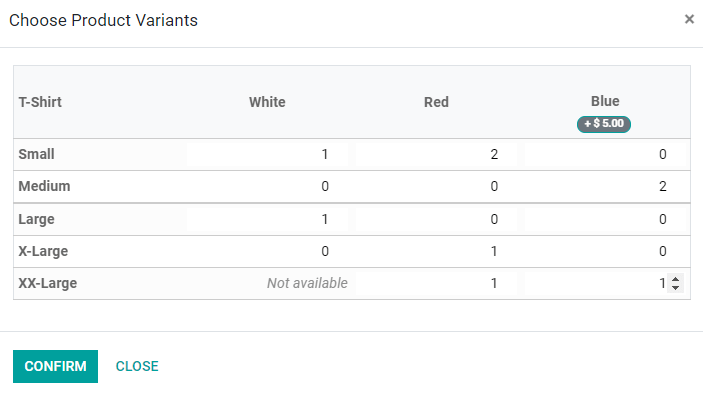 Choose Product Variants ×
T-Shirt White Red Blue
+ $ 5.00
Small 1 2 0
Medium 0 0 2
Large 1 0 0
X-Large 0 1 0
XX-Large Not available 1 1
CONFIRM CLOSE